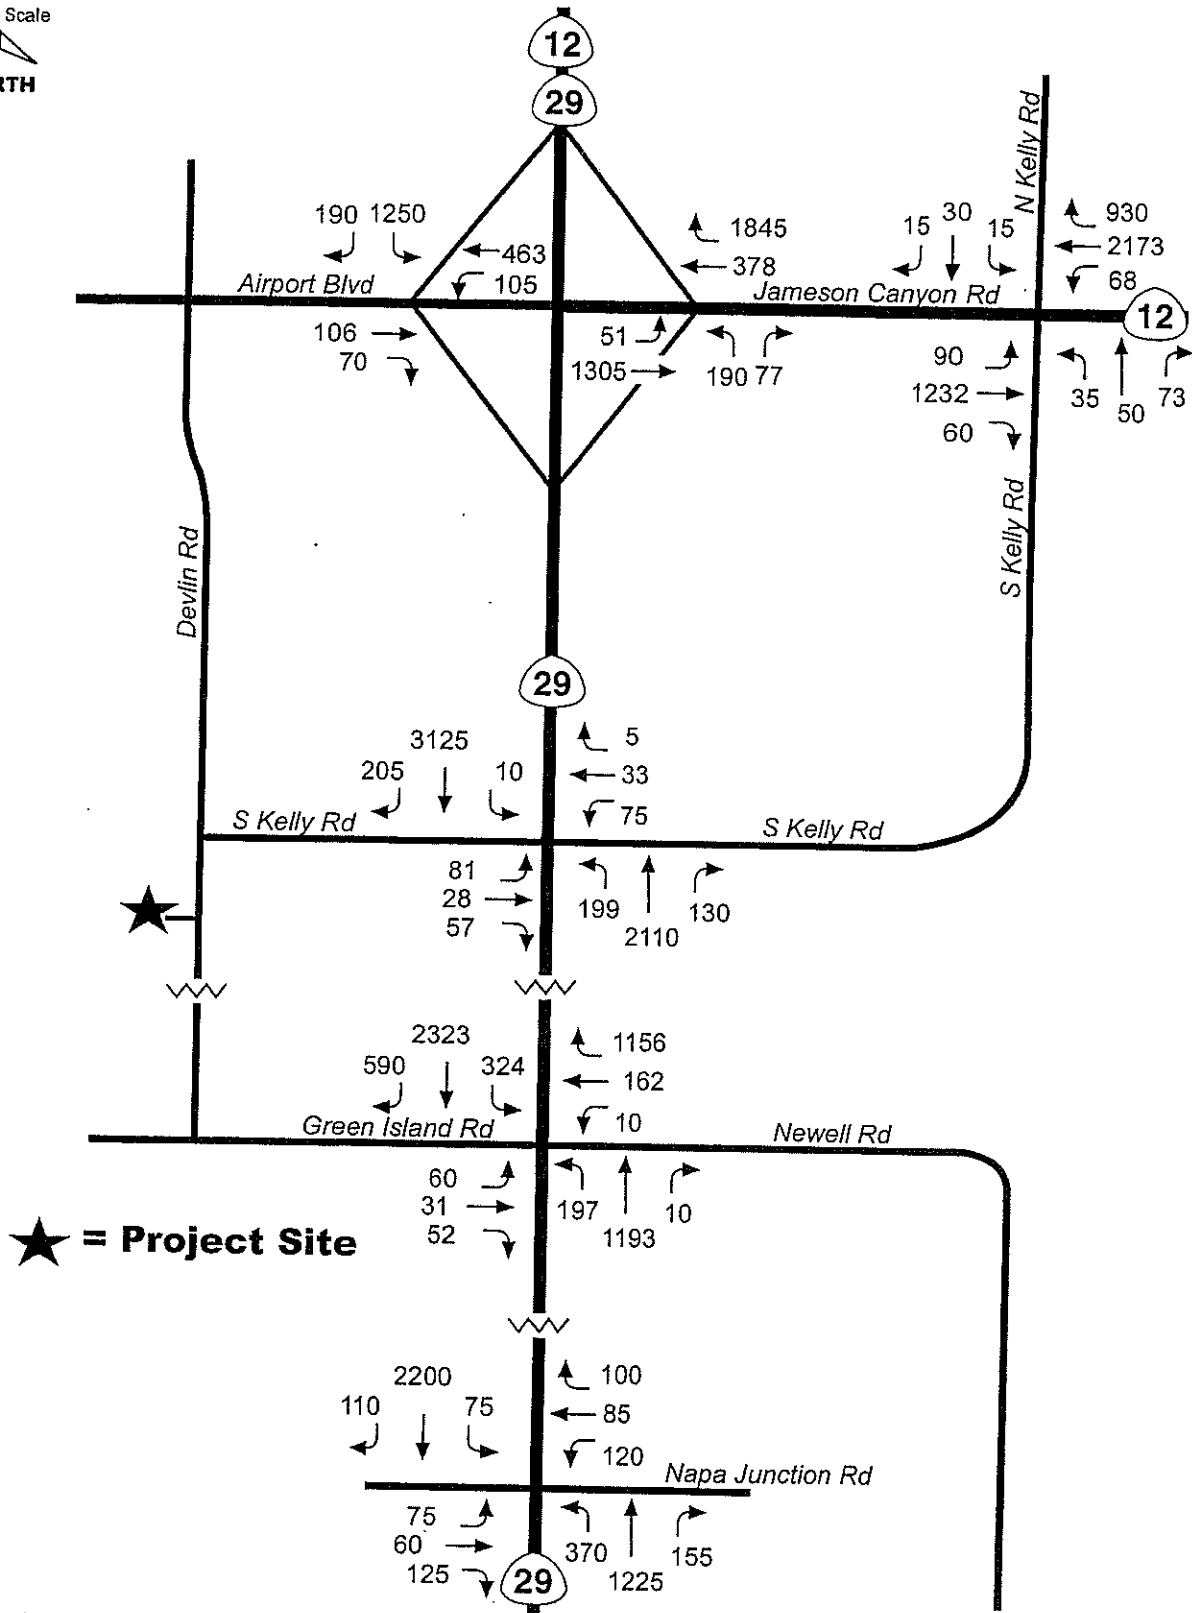 Scale
RTH
12
29
N Kelly Rd
190 1250
463
105
1845
378
15 30 15
930
2173
68
Airport Blvd
Jameson Canyon Rd
12
106
70
51
1305
190 77
90
1232
60
35 50 73
S Kelly Rd
Devlin Rd
29
3125
205 10
5
33
75
S Kelly Rd
S Kelly Rd
81
28
57
199 2110 130
2323
590 324
1156
162
10
Green Island Rd
Newell Rd
60
31
52
197 1193 10
= Project Site
2200
110 75
100
85
120
Napa Junction Rd
75
60
125
370 1225 155
29